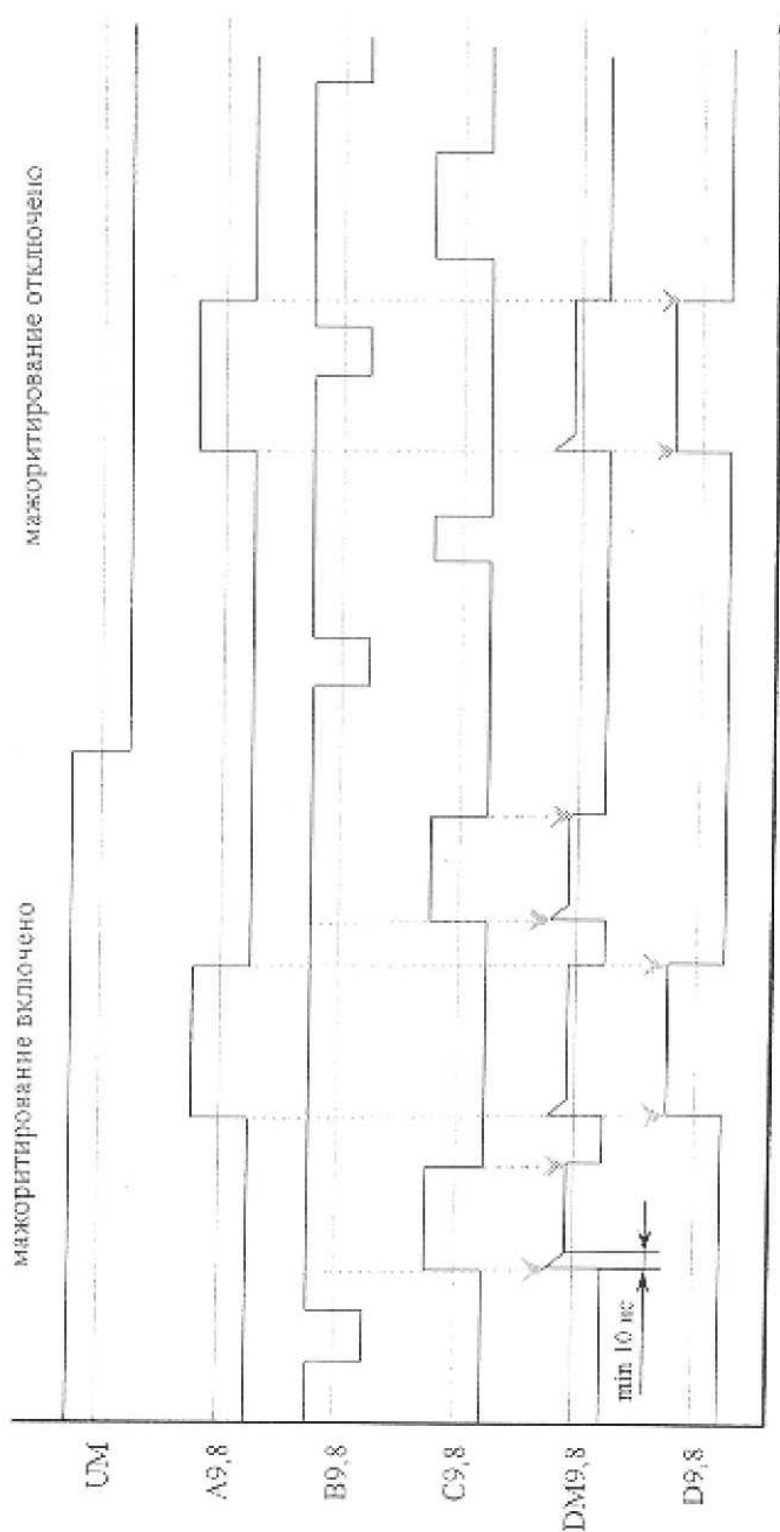 мажоритирование включено
мажоритирование отключено
UM
A9,8
B9,8
C9,8
DM9,8
min 10 нс
D9,8